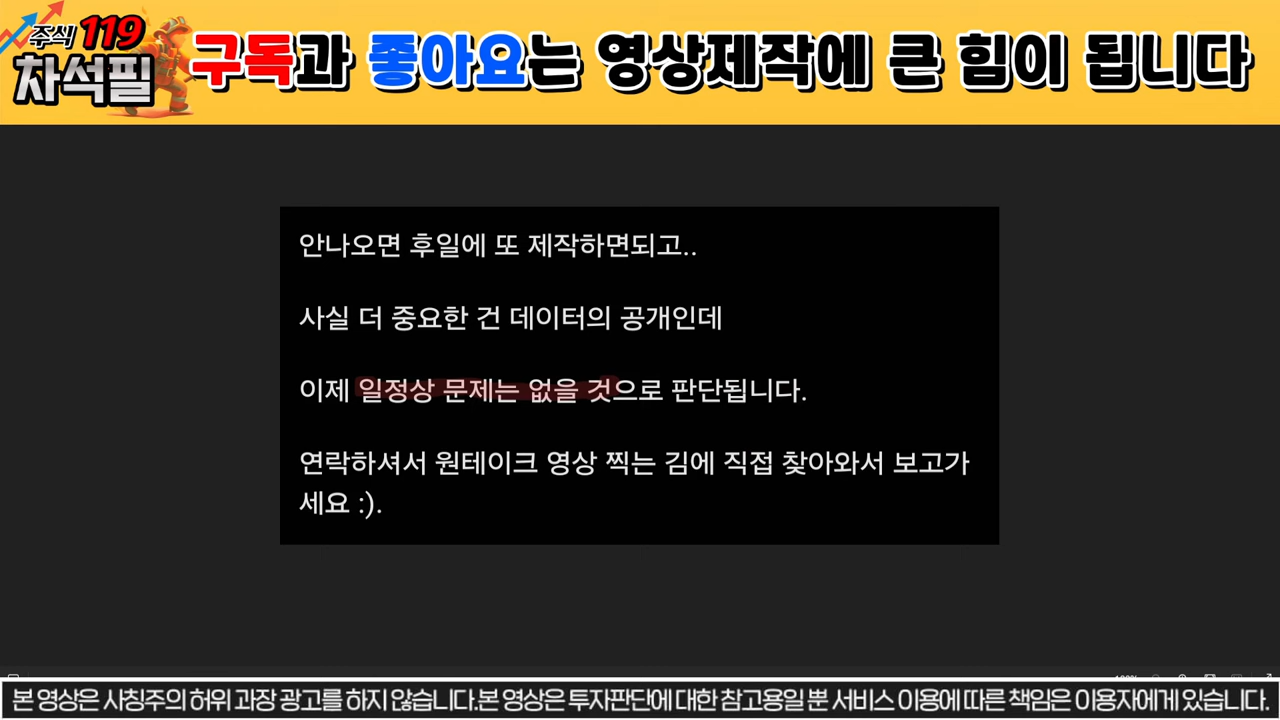 주식 119
차석필
구독과 좋아요는 영상제작에 큰 힘이 됩니다
안나오면 후일에 또 제작하면되고..
사실 더 중요한 건 데이터의 공개인데
이제 일정상 문제는 없을 것으로 판단됩니다.
연락하셔서 원테이크 영상 찍는 김에 직접 찾아와서 보고가
세요 :).
본 영상은 사칭주의 허위 과장 광고를 하지 않습니다.본 영상은 투자판단에 대한 참고용일 뿐 서비스 이용에 따른 책임은 이용자에게 있습니다.